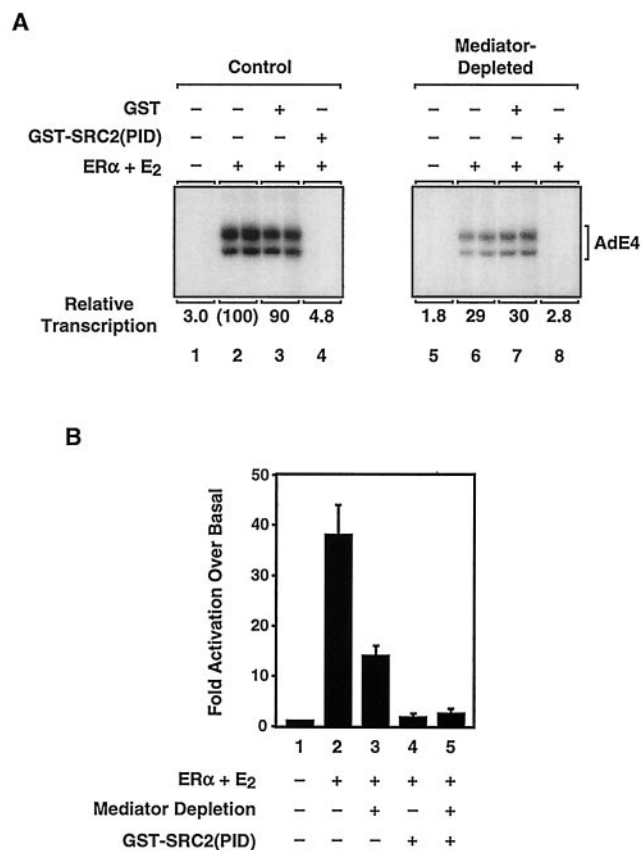 A
Control
Mediator-
Depleted
GST – – + – – – + –
GST-SRC2(PID) – – – + – – – +
ERα + E2 – + + + – + + +
AdE4
Relative
Transcription
3.0 (100) 90 4.8 1.8 29 30 2.8
1 2 3 4 5 6 7 8
B
Fold Activation Over Basal
50
40
30
20
10
0
1 2 3 4 5
ERα + E2 – + + + +
Mediator Depletion – – + – +
GST-SRC2(PID) – – – + +